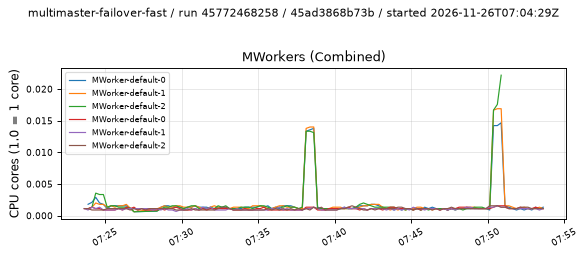 multimaster-failover-fast / run 45772468258 / 45ad3868b73b / started 2026-11-26T07:04:29Z
MWorkers (Combined)
CPU cores (1.0 = 1 core)
0.020
0.015
0.010
0.005
0.000
MWorker-default-0
MWorker-default-1
MWorker-default-2
MWorker-default-0
MWorker-default-1
MWorker-default-2
07:25
07:30
07:35
07:40
07:45
07:50
07:55